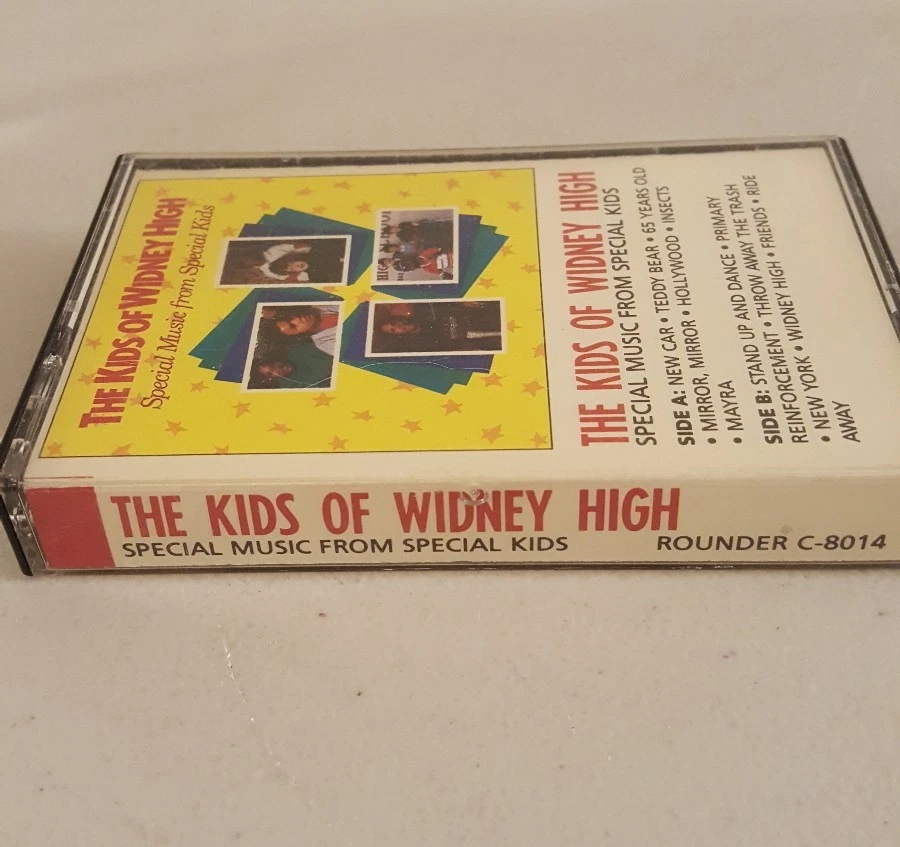 THE KIDS OF WIDNEY HIGH
Special Music from Special Kids
THE KIDS OF WIDNEY HIGH
SPECIAL MUSIC FROM SPECIAL KIDS
SIDE A: NEW CAR • TEDDY BEAR • 65 YEARS OLD
• MIRROR, MIRROR • HOLLYWOOD • INSECTS
• MAYRA
SIDE B: STAND UP AND DANCE • PRIMARY
REINFORCEMENT • THROW AWAY THE TRASH
• NEW YORK • WIDNEY HIGH • FRIENDS • RIDE
AWAY
THE KIDS OF WIDNEY HIGH
SPECIAL MUSIC FROM SPECIAL KIDS
ROUNDER C-8014